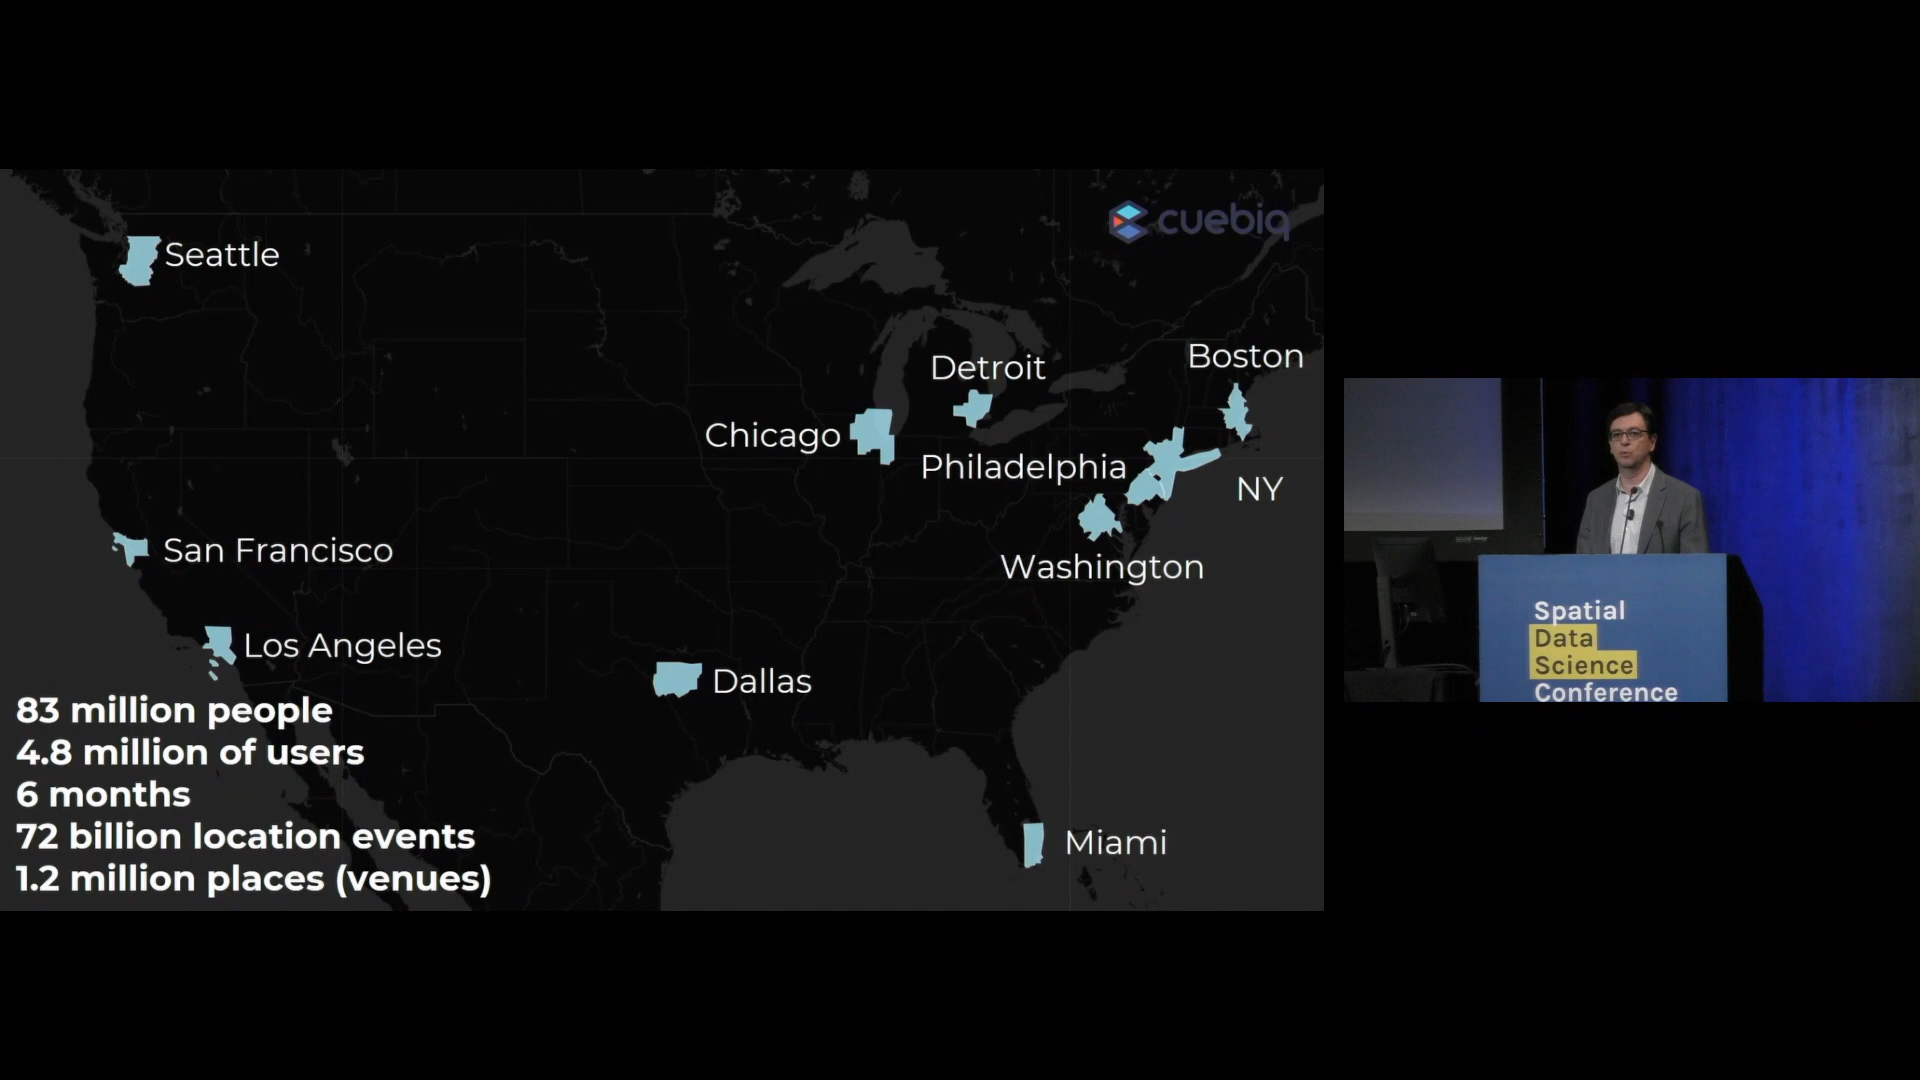 cuebiq
Seattle
Boston
Detroit
Chicago
Philadelphia
NY
San Francisco
Washington
Los Angeles
Dallas
83 million people
4.8 million of users
6 months
72 billion location events
1.2 million places (venues)
Miami
Spatial
Data
Science
Conference